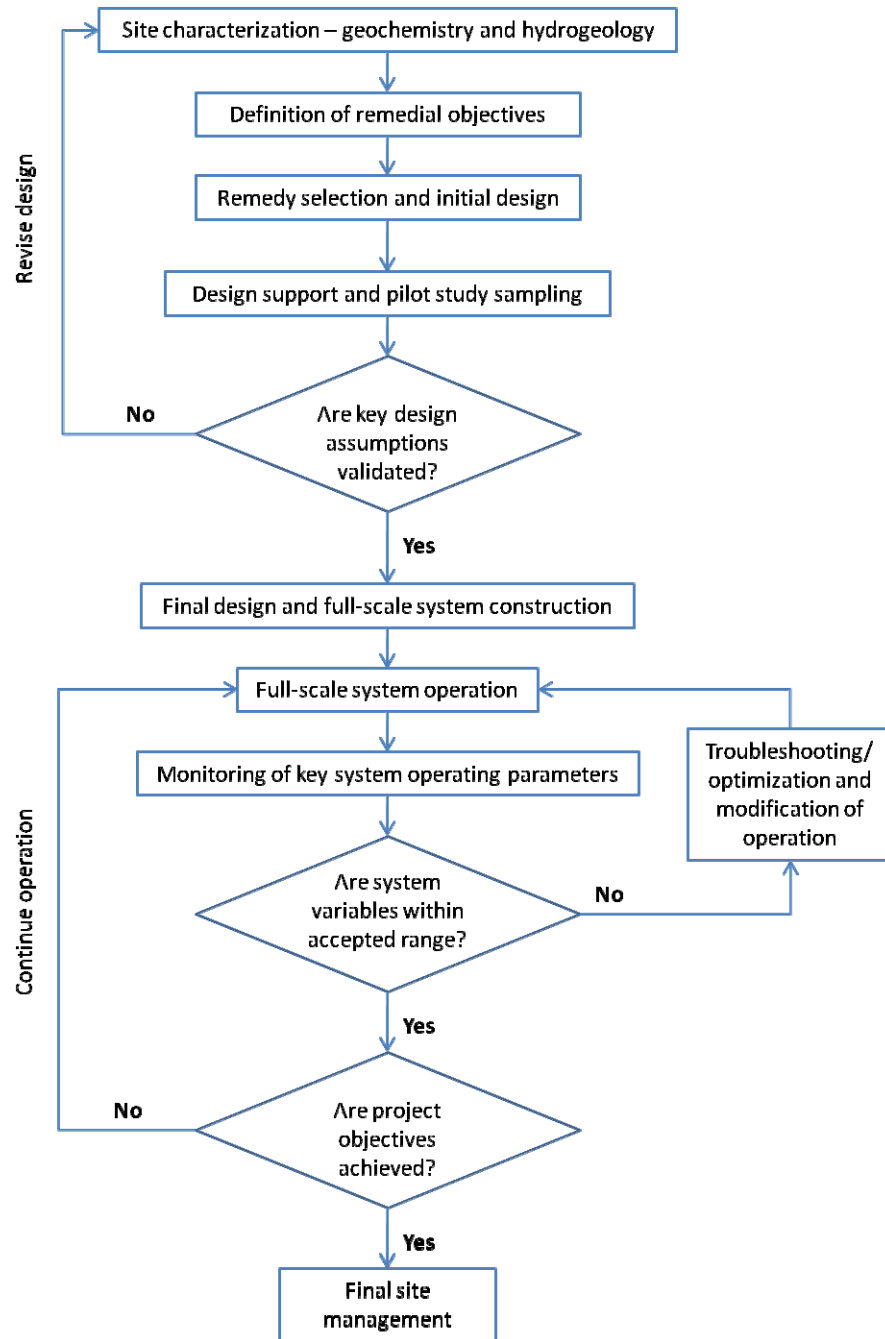 Site characterization – geochemistry and hydrogeology
Definition of remedial objectives
Remedy selection and initial design
Revise design
Design support and pilot study sampling
No
Are key design
assumptions
validated?
Yes
Final design and full-scale system construction
Full-scale system operation
Monitoring of key system operating parameters
Troubleshooting/
optimization and
modification of
operation
Continue operation
Are system
variables within
accepted range?
No
Yes
No
Are project
objectives
achieved?
Yes
Final site
management